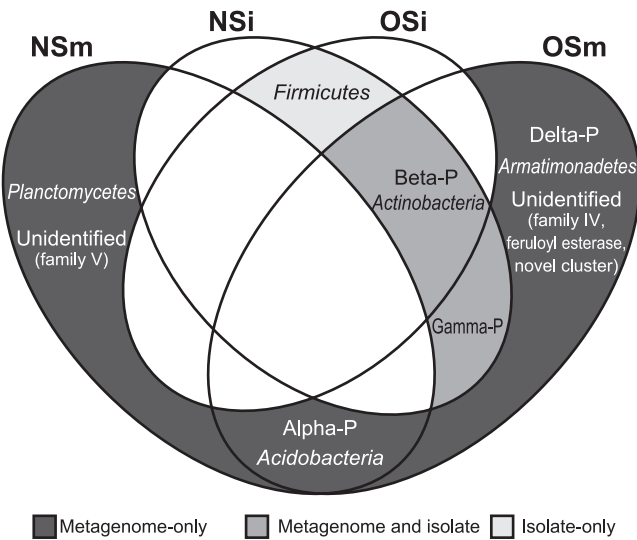 NSm
NSi
OSi
OSm
Firmicutes
Planctomycetes
Unidentified
(family V)
Beta-P
Actinobacteria
Gamma-P
Delta-P
Armatimonadetes
Unidentified
(family IV,
feruloyl esterase,
novel cluster)
Alpha-P
Acidobacteria
Metagenome-only
Metagenome and isolate
Isolate-only